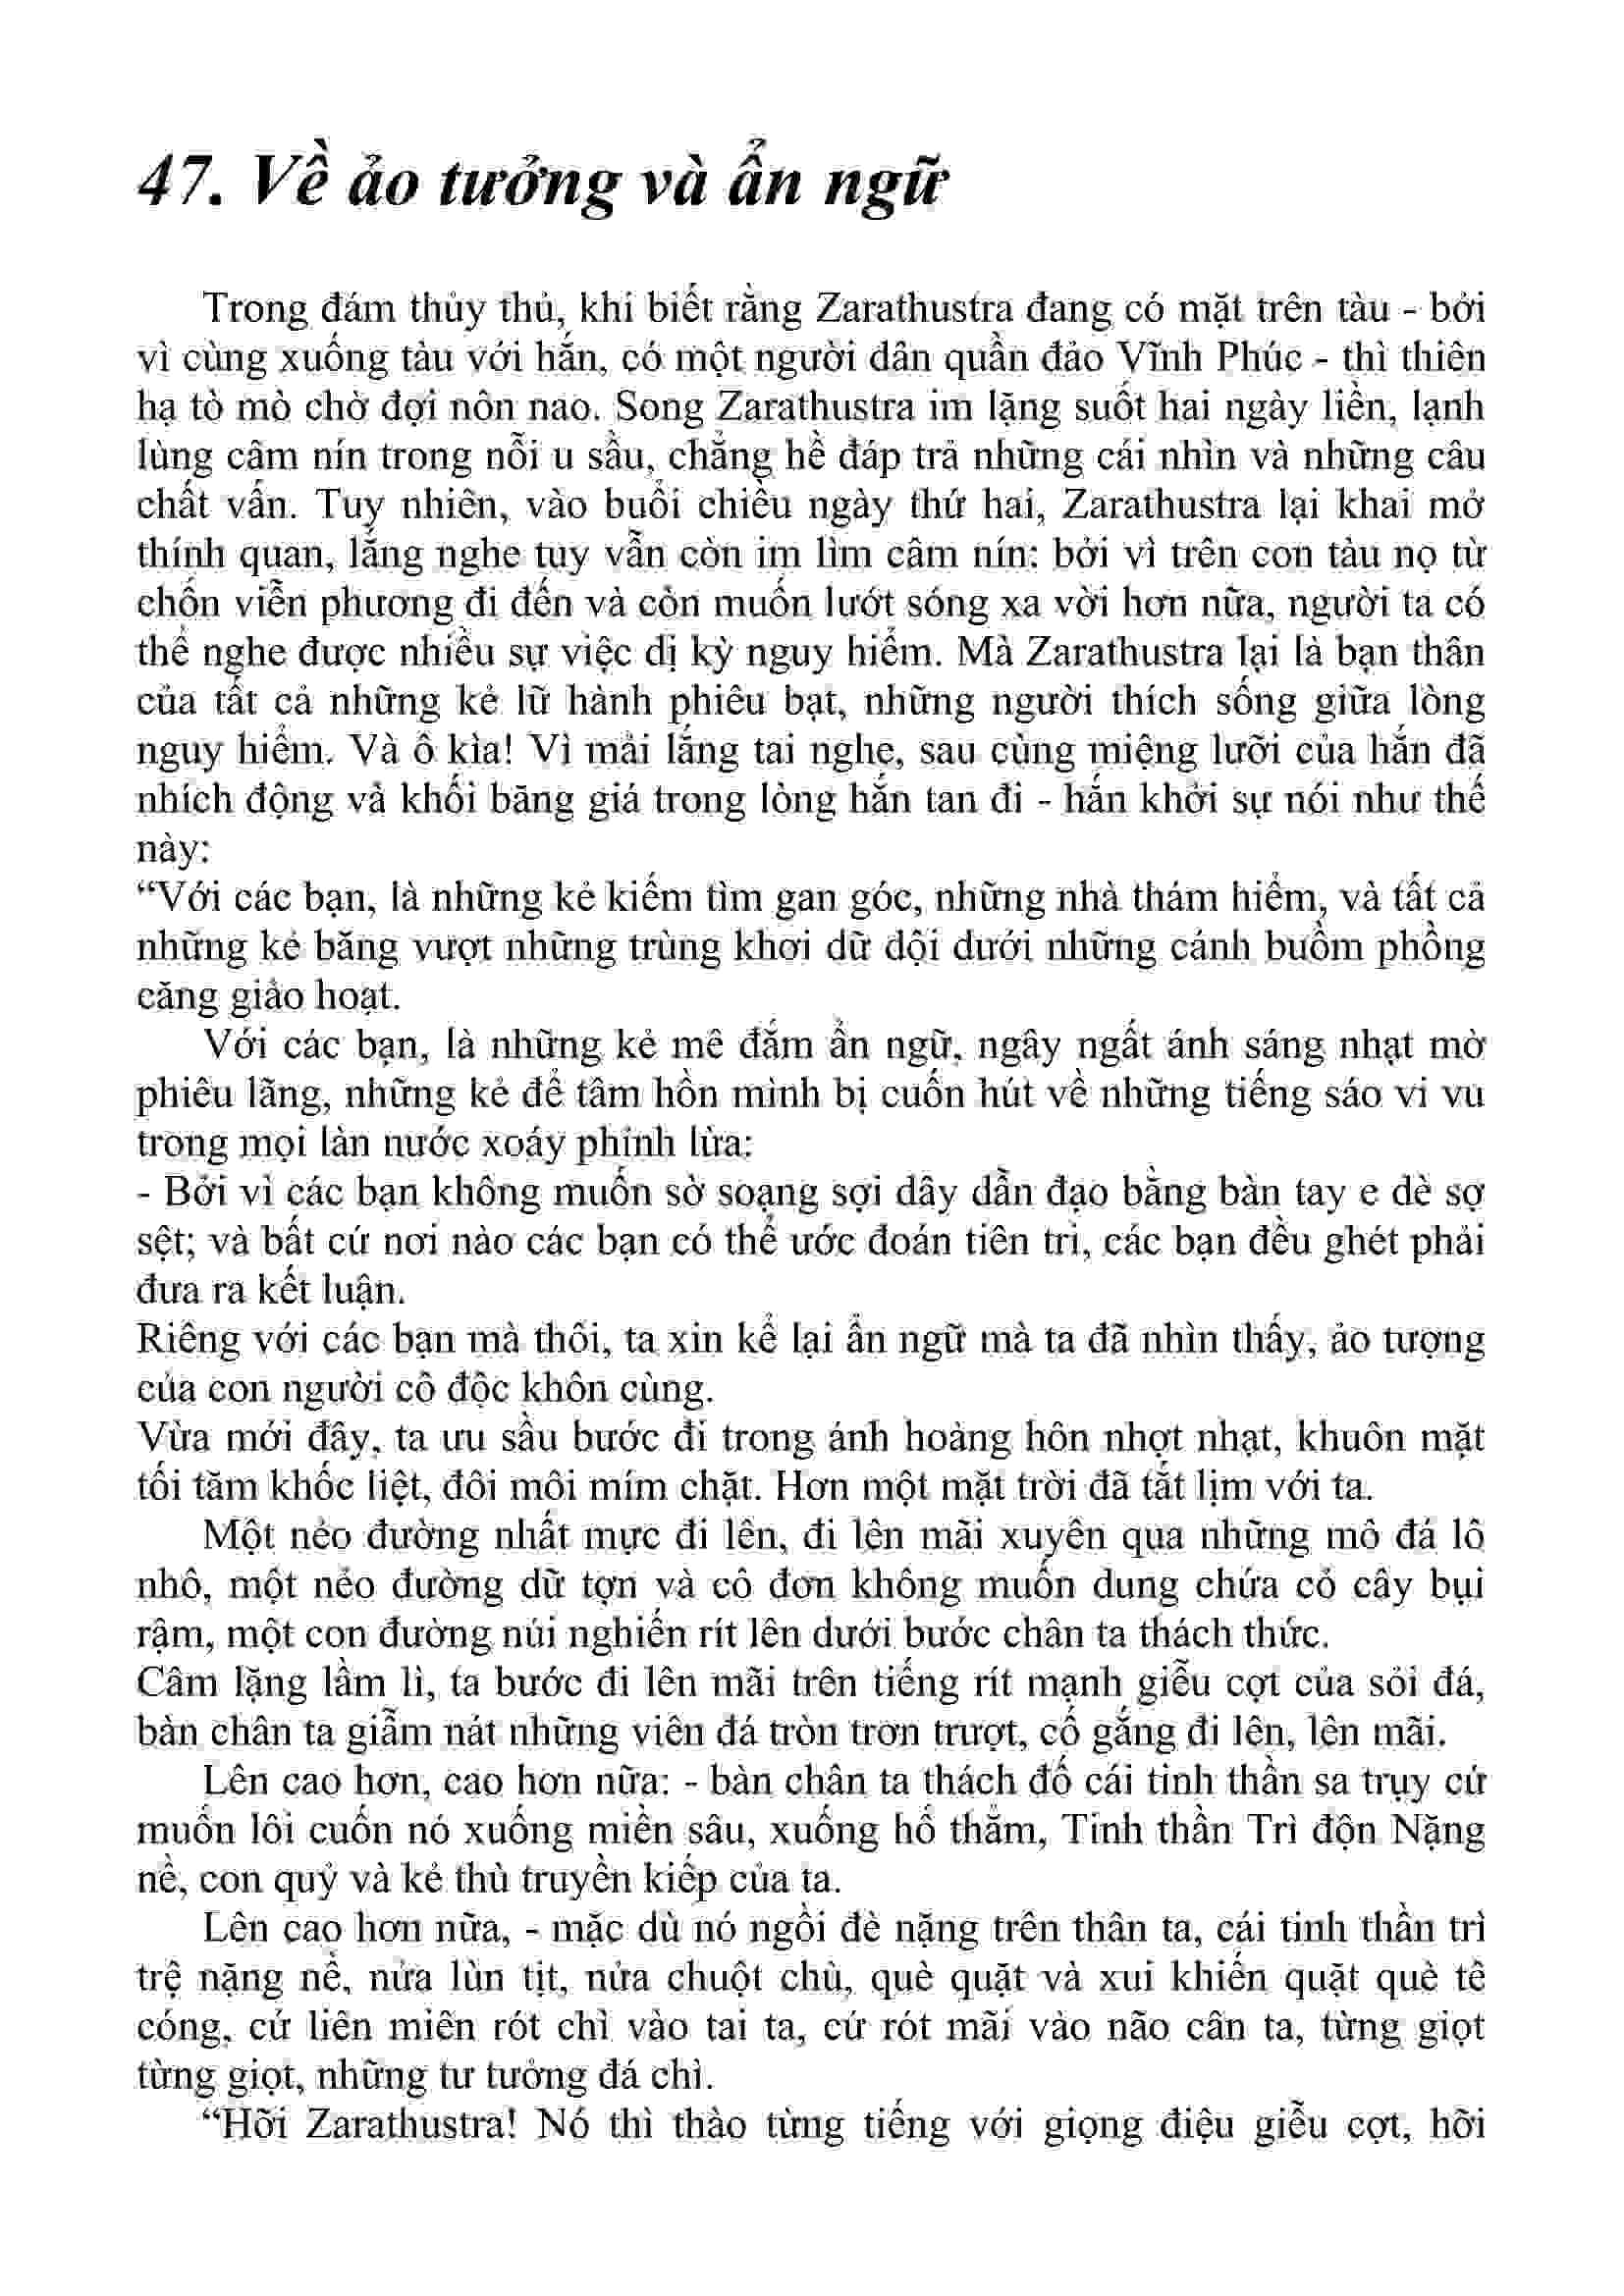 47. Về ảo tưởng và ẩn ngữ
Trong đám thủy thủ, khi biết rằng Zarathustra đang có mặt trên tàu - bởi
vì cùng xuống tàu với hắn, có một người dân quần đảo Vĩnh Phúc - thì thiên
hạ tò mò chờ đợi nôn nao. Song Zarathustra im lặng suốt hai ngày liền, lạnh
lùng câm nín trong nỗi u sầu, chẳng hề đáp trả những cái nhìn và những câu
chất vấn. Tuy nhiên, vào buổi chiều ngày thứ hai, Zarathustra lại khai mở
thính quan, lắng nghe tuy vẫn còn im lìm câm nín: bởi vì trên con tàu nọ từ
chốn viễn phương đi đến và còn muốn lướt sóng xa vời hơn nữa, người ta có
thể nghe được nhiều sự việc dị kỳ nguy hiểm. Mà Zarathustra lại là bạn thân
của tất cả những kẻ lữ hành phiêu bạt, những người thích sống giữa lòng
nguy hiểm. Và ô kìa! Vì mải lắng tai nghe, sau cùng miệng lưỡi của hắn đã
nhích động và khối băng giá trong lòng hắn tan đi - hắn khởi sự nói như thế
này:
“Với các bạn, là những kẻ kiếm tìm gan góc, những nhà thám hiểm, và tất cả
những kẻ băng vượt những trùng khơi dữ dội dưới những cánh buồm phồng
căng giảo hoạt.
Với các bạn, là những kẻ mê đắm ẩn ngữ, ngây ngất ánh sáng nhạt mờ
phiêu lãng, những kẻ để tâm hồn mình bị cuốn hút về những tiếng sáo vi vu
trong mọi làn nước xoáy phỉnh lừa:
- Bởi vì các bạn không muốn sờ soạng sợi dây dẫn đạo bằng bàn tay e dè sợ
sệt; và bất cứ nơi nào các bạn có thể ước đoán tiên tri, các bạn đều ghét phải
đưa ra kết luận.
Riêng với các bạn mà thôi, ta xin kể lại ẩn ngữ mà ta đã nhìn thấy, ảo tượng
của con người cô độc khôn cùng.
Vừa mới đây, ta ưu sầu bước đi trong ánh hoàng hôn nhợt nhạt, khuôn mặt
tối tăm khốc liệt, đôi môi mím chặt. Hơn một mặt trời đã tắt lịm với ta.
Một nẻo đường nhất mực đi lên, đi lên mãi xuyên qua những mô đá lô
nhô, một nẻo đường dữ tợn và cô đơn không muốn dung chứa cỏ cây bụi
rậm, một con đường núi nghiến rít lên dưới bước chân ta thách thức.
Câm lặng lầm lì, ta bước đi lên mãi trên tiếng rít mạnh giễu cợt của sỏi đá,
bàn chân ta giẫm nát những viên đá tròn trơn trượt, cố gắng đi lên, lên mãi.
Lên cao hơn, cao hơn nữa: - bàn chân ta thách đố cái tinh thần sa trụy cứ
muốn lôi cuốn nó xuống miền sâu, xuống hố thẳm, Tinh thần Trì độn Nặng
nề, con quỷ và kẻ thù truyền kiếp của ta.
Lên cao hơn nữa, - mặc dù nó ngồi đè nặng trên thân ta, cái tinh thần trì
trệ nặng nề, nửa lùn tịt, nửa chuột chù, què quặt và xui khiến quặt què tê
cóng, cứ liên miên rót chì vào tai ta, cứ rót mãi vào não cân ta, từng giọt
từng giọt, những tư tưởng đá chì.
“Hỡi Zarathustra! Nó thì thào từng tiếng với giọng điệu giễu cợt, hỡi